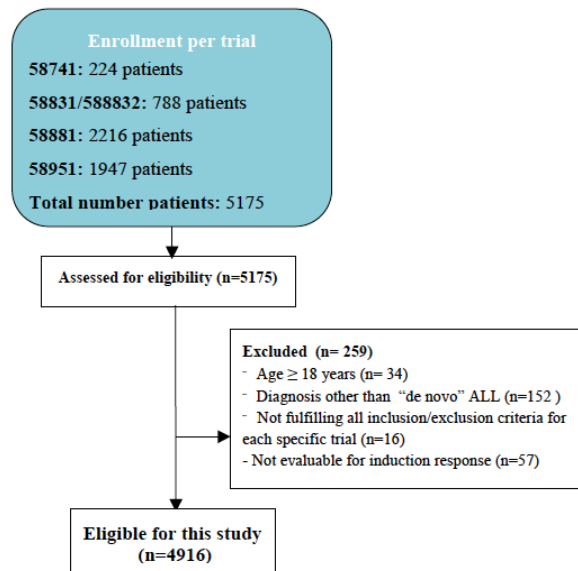 Enrollment per trial
58741: 224 patients
58831/588832: 788 patients
58881: 2216 patients
58951: 1947 patients
Total number patients: 5175
Assessed for eligibility (n=5175)
Excluded (n= 259)
- Age ≥ 18 years (n= 34)
- Diagnosis other than “de novo” ALL (n=152 )
- Not fulfilling all inclusion/exclusion criteria for
each specific trial (n=16)
- Not evaluable for induction response (n=57)
Eligible for this study
(n=4916)